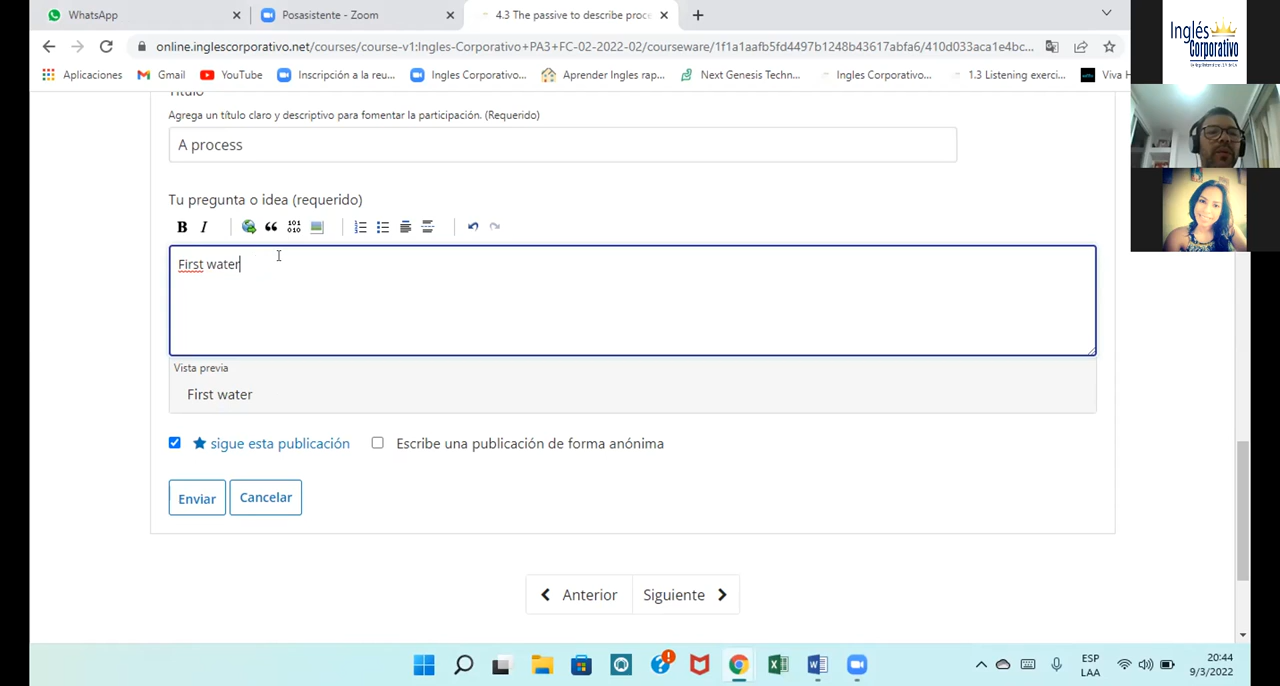 WhatsApp
Posasistente - Zoom
4.3 The passive to describe proce
online.inglescorporativo.net/courses/course-v1:Ingles-Corporativo+PA3+FC-02-2022-02/courseware/1f1a1aafb5fd4497b1248b43617abfa6/410d033aca1e4bc...
Aplicaciones Gmail YouTube Inscripció a la reu... Ingles Corporativo... Aprender Ingles rap... Next Genesis Techn... Ingles Corporativo... 1.3 Listening exerci... Viva H
Inglés
Corporativo
Título
Agrega un título claro y descriptivo para fomentar la participación. (Requerido)
A process
Tu pregunta o idea (requerido)
B I 101 010
First water
Vista previa
First water
sigue esta publicación Escribe una publicación de forma anónima
Enviar Cancelar
Anterior Siguiente
ESP
LAA
20:44
9/3/2022